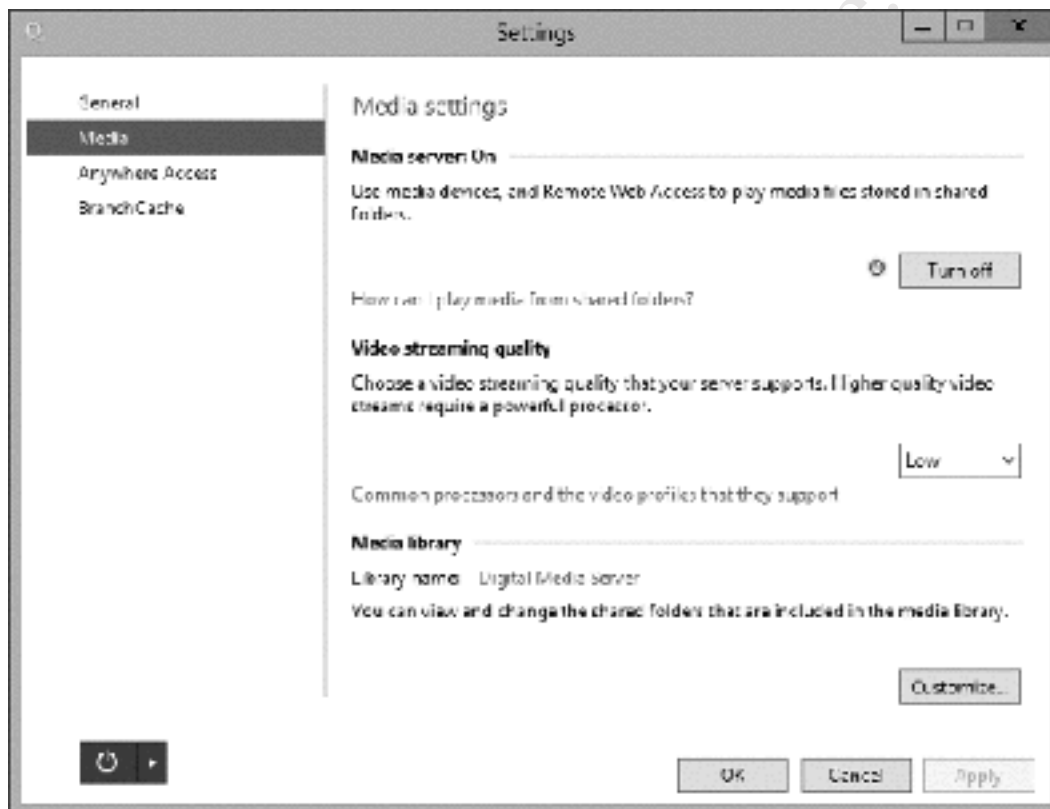 Settings
General
Media
Anywhere Access
BranchCache
Media settings
Media server: On
Use media devices, and Remote Web Access to play media files stored in shared
folders.
Turn off
How can I play media from shared folders?
Video streaming quality
Choose a video streaming quality that your server supports. Higher quality video
streams require a powerful processor.
Low
Common processors and the video profiles that they support
Media library
Library name: Digital Media Server
You can view and change the shared folders that are included in the media library.
Customize...
OK
Cancel
Apply